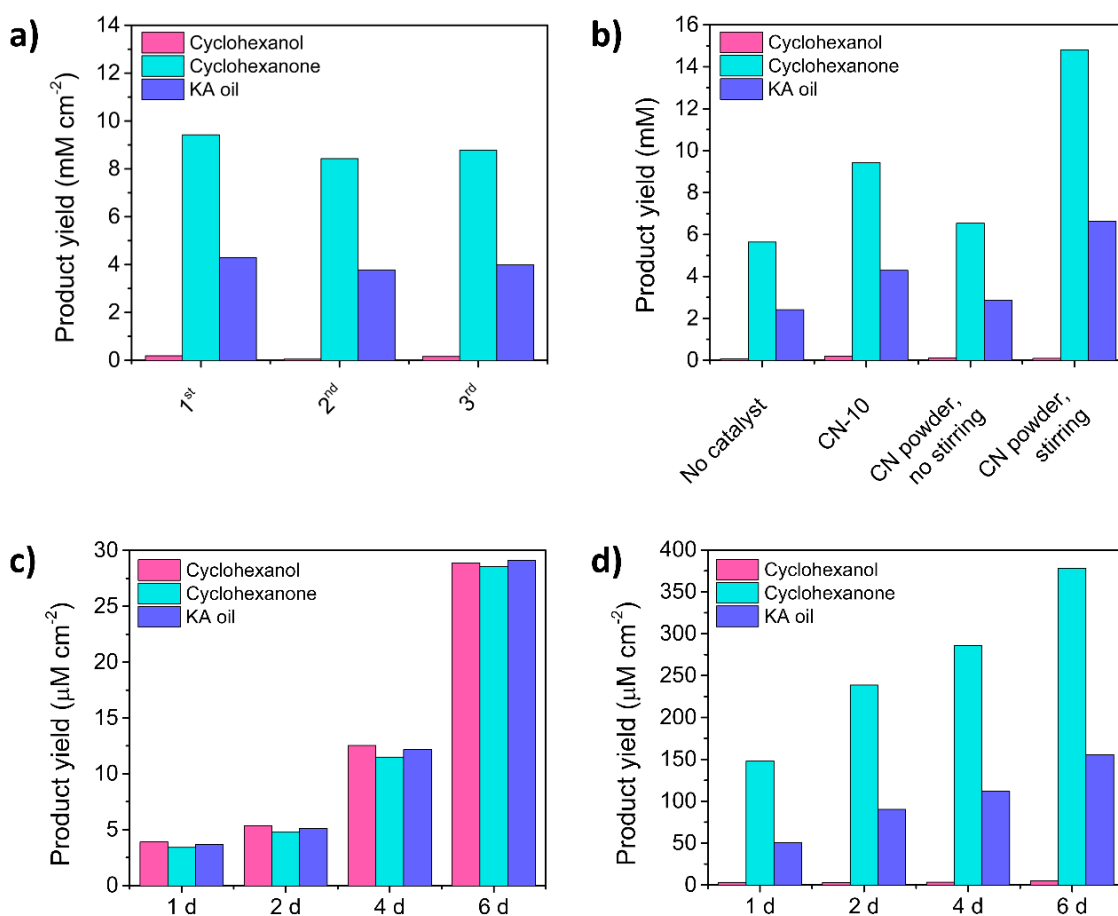 a)
Product yield (mM cm-2)
14
12
10
8
6
4
2
0
Cyclohexanol
Cyclohexanone
KA oil
1st
2nd
3rd
b)
Product yield (mM)
16
14
12
10
8
6
4
2
0
Cyclohexanol
Cyclohexanone
KA oil
No catalyst
CN-10
CN powder,
no stirring
CN powder,
stirring
c)
Product yield (μM cm-2)
30
25
20
15
10
5
0
Cyclohexanol
Cyclohexanone
KA oil
1 d
2 d
4 d
6 d
d)
Product yield (μM cm-2)
400
350
300
250
200
150
100
50
0
Cyclohexanol
Cyclohexanone
KA oil
1 d
2 d
4 d
6 d